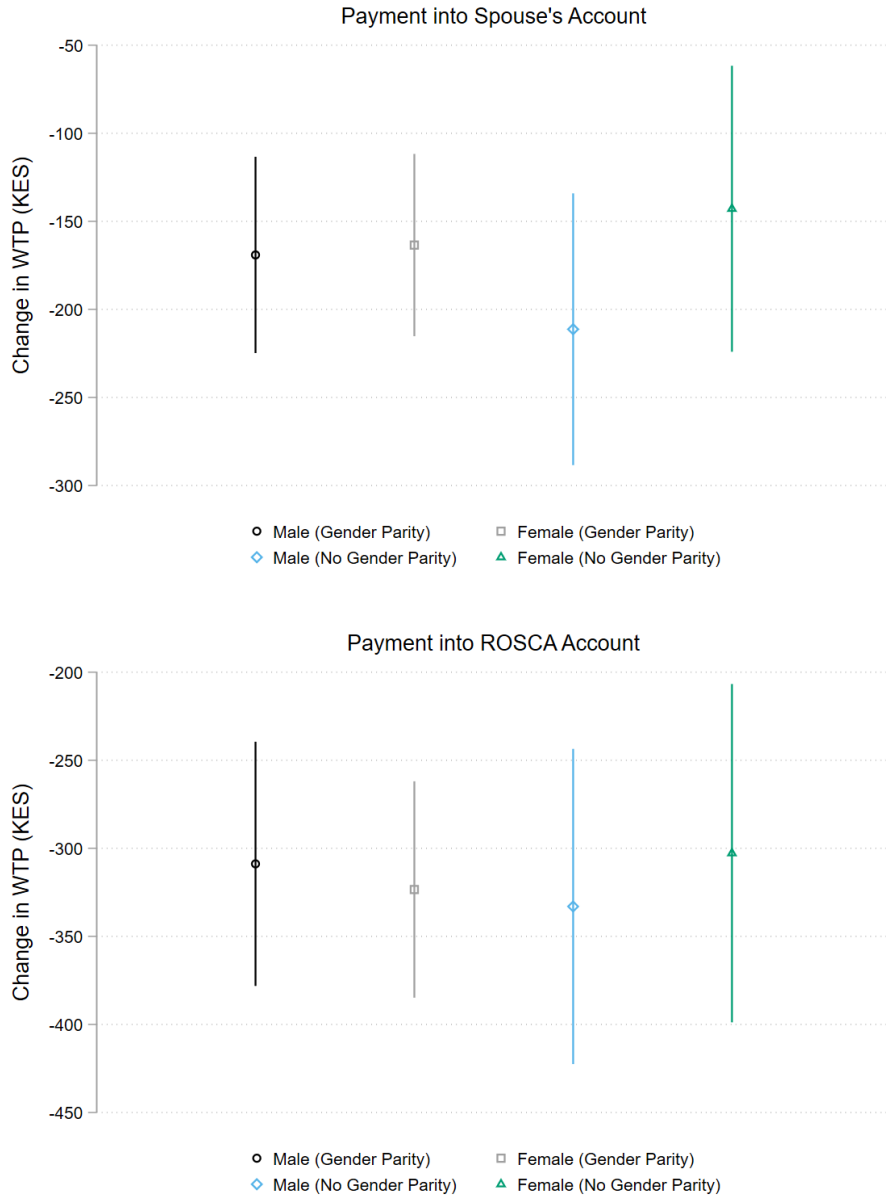 Payment into Spouse's Account
Change in WTP (KES)
-50
-100
-150
-200
-250
-300
Male (Gender Parity) Female (Gender Parity)
Male (No Gender Parity) Female (No Gender Parity)
Payment into ROSCA Account
Change in WTP (KES)
-200
-250
-300
-350
-400
-450
Male (Gender Parity) Female (Gender Parity)
Male (No Gender Parity) Female (No Gender Parity)